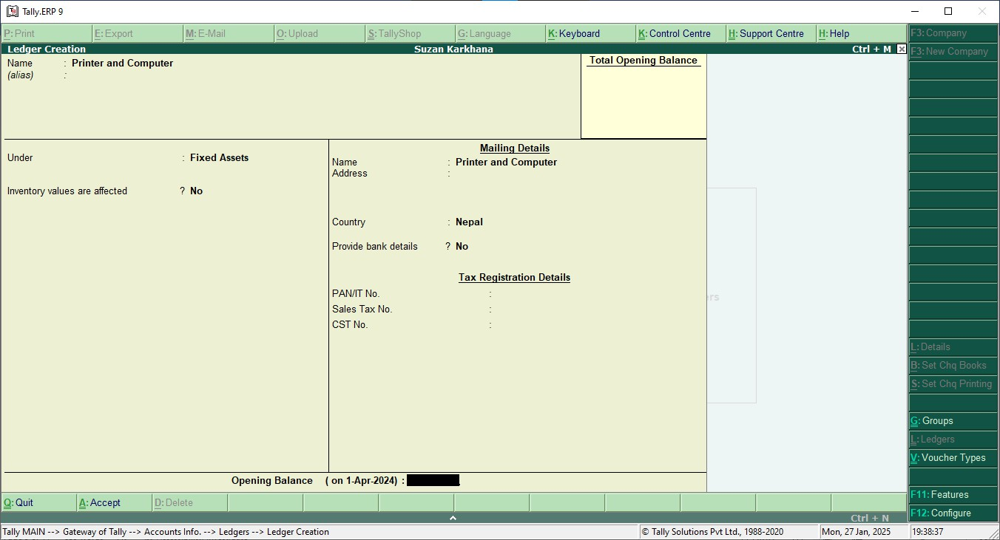 Tally.ERP 9
P: Print E: Export M: E-Mail O: Upload S: TallyShop G: Language K: Keyboard K: Control Centre H: Support Centre H: Help
F3: Company
Ledger Creation Suzan Karkhana Ctrl + M
F3: New Company
Name : Printer and Computer
(alias) :
Total Opening Balance
Under : Fixed Assets
Inventory values are affected ? No
Mailing Details
Name : Printer and Computer
Address :
Country : Nepal
Provide bank details ? No
Tax Registration Details
PAN/IT No. :
Sales Tax No. :
CST No. :
Opening Balance ( on 1-Apr-2024) :
L: Details
B: Set Chq Books
S: Set Chq Printing
G: Groups
L: Ledgers
V: Voucher Types
F11: Features
F12: Configure
Q: Quit A: Accept D: Delete
Ctrl + N
Tally MAIN --> Gateway of Tally --> Accounts Info. --> Ledgers --> Ledger Creation © Tally Solutions Pvt Ltd., 1988-2020 Mon, 27 Jan, 2025 19:38:37